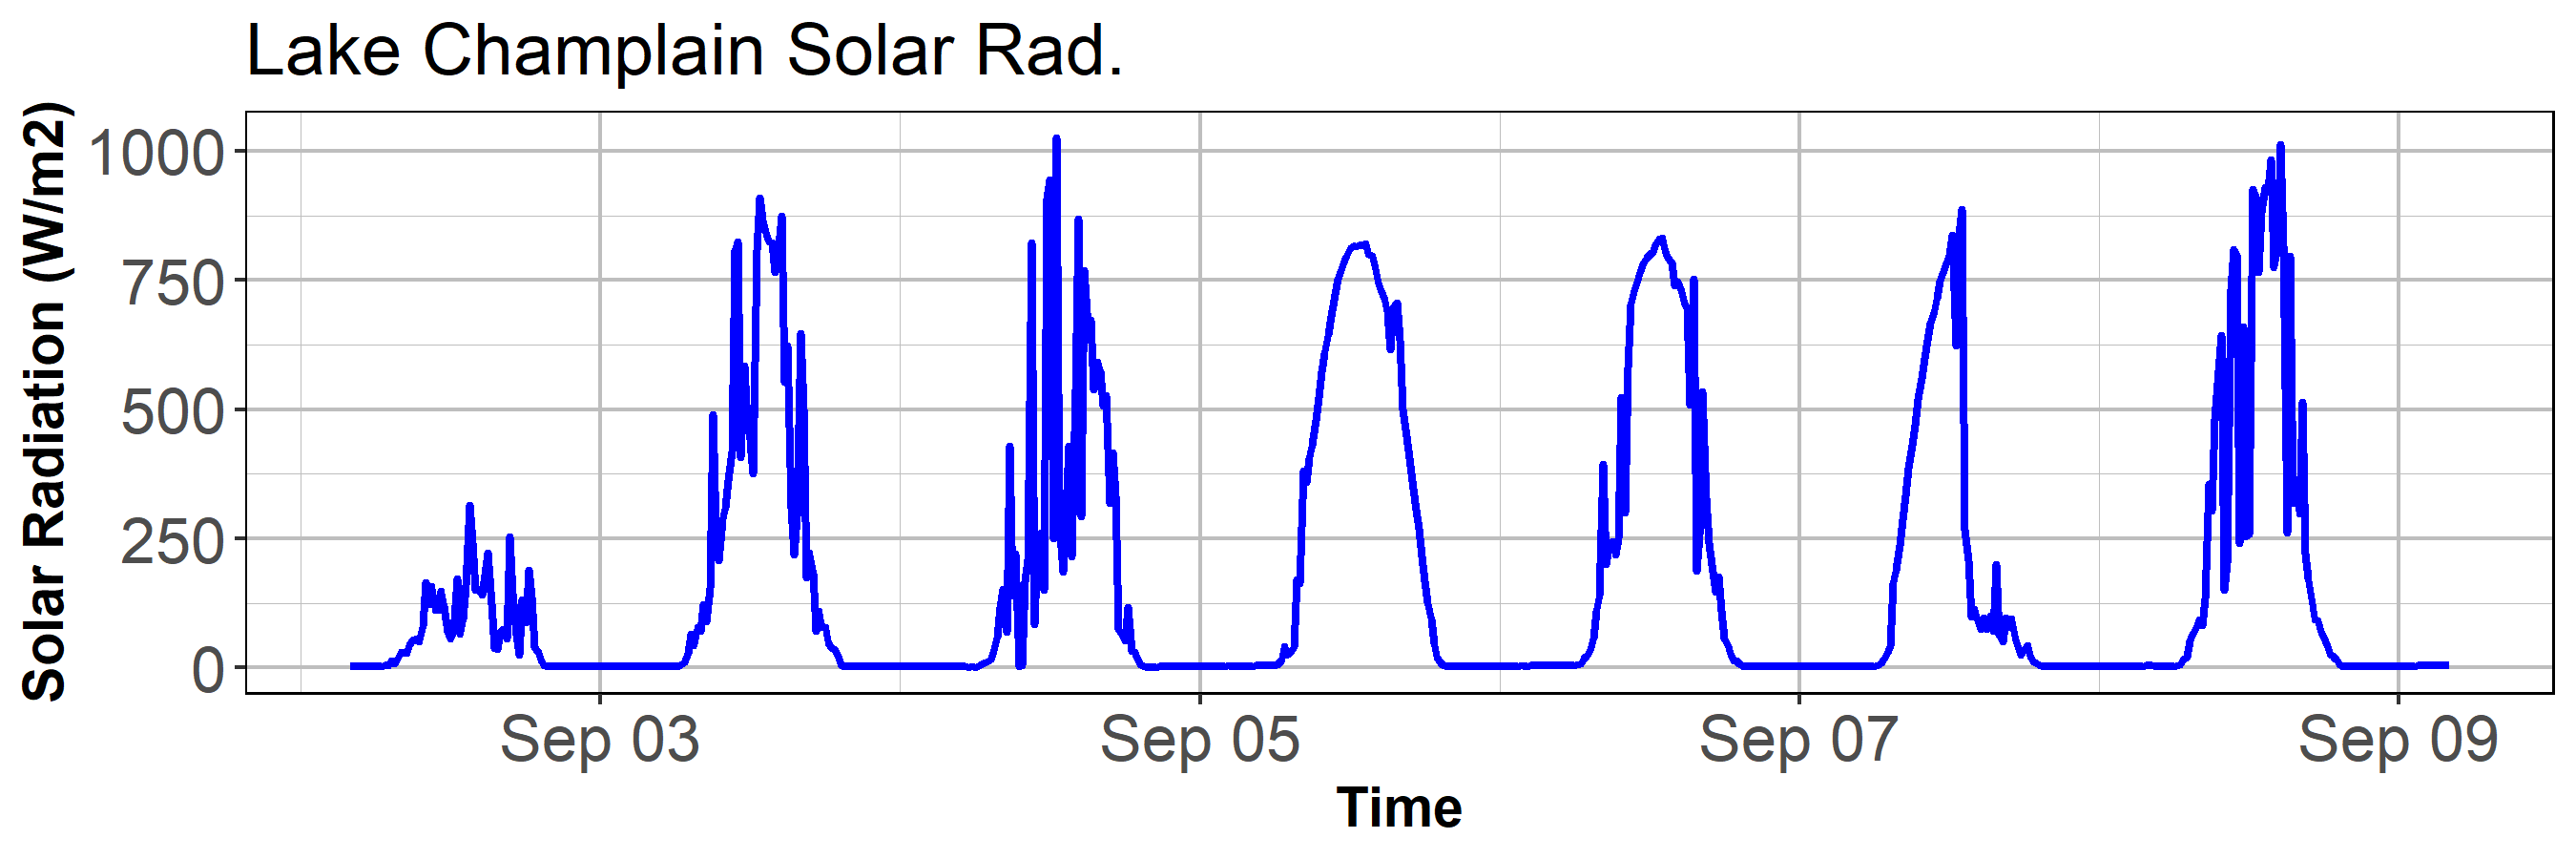 Lake Champlain Solar Rad.
Solar Radiation (W/m2)
1000
750
500
250
0
Sep 03 Sep 05 Sep 07 Sep 09
Time